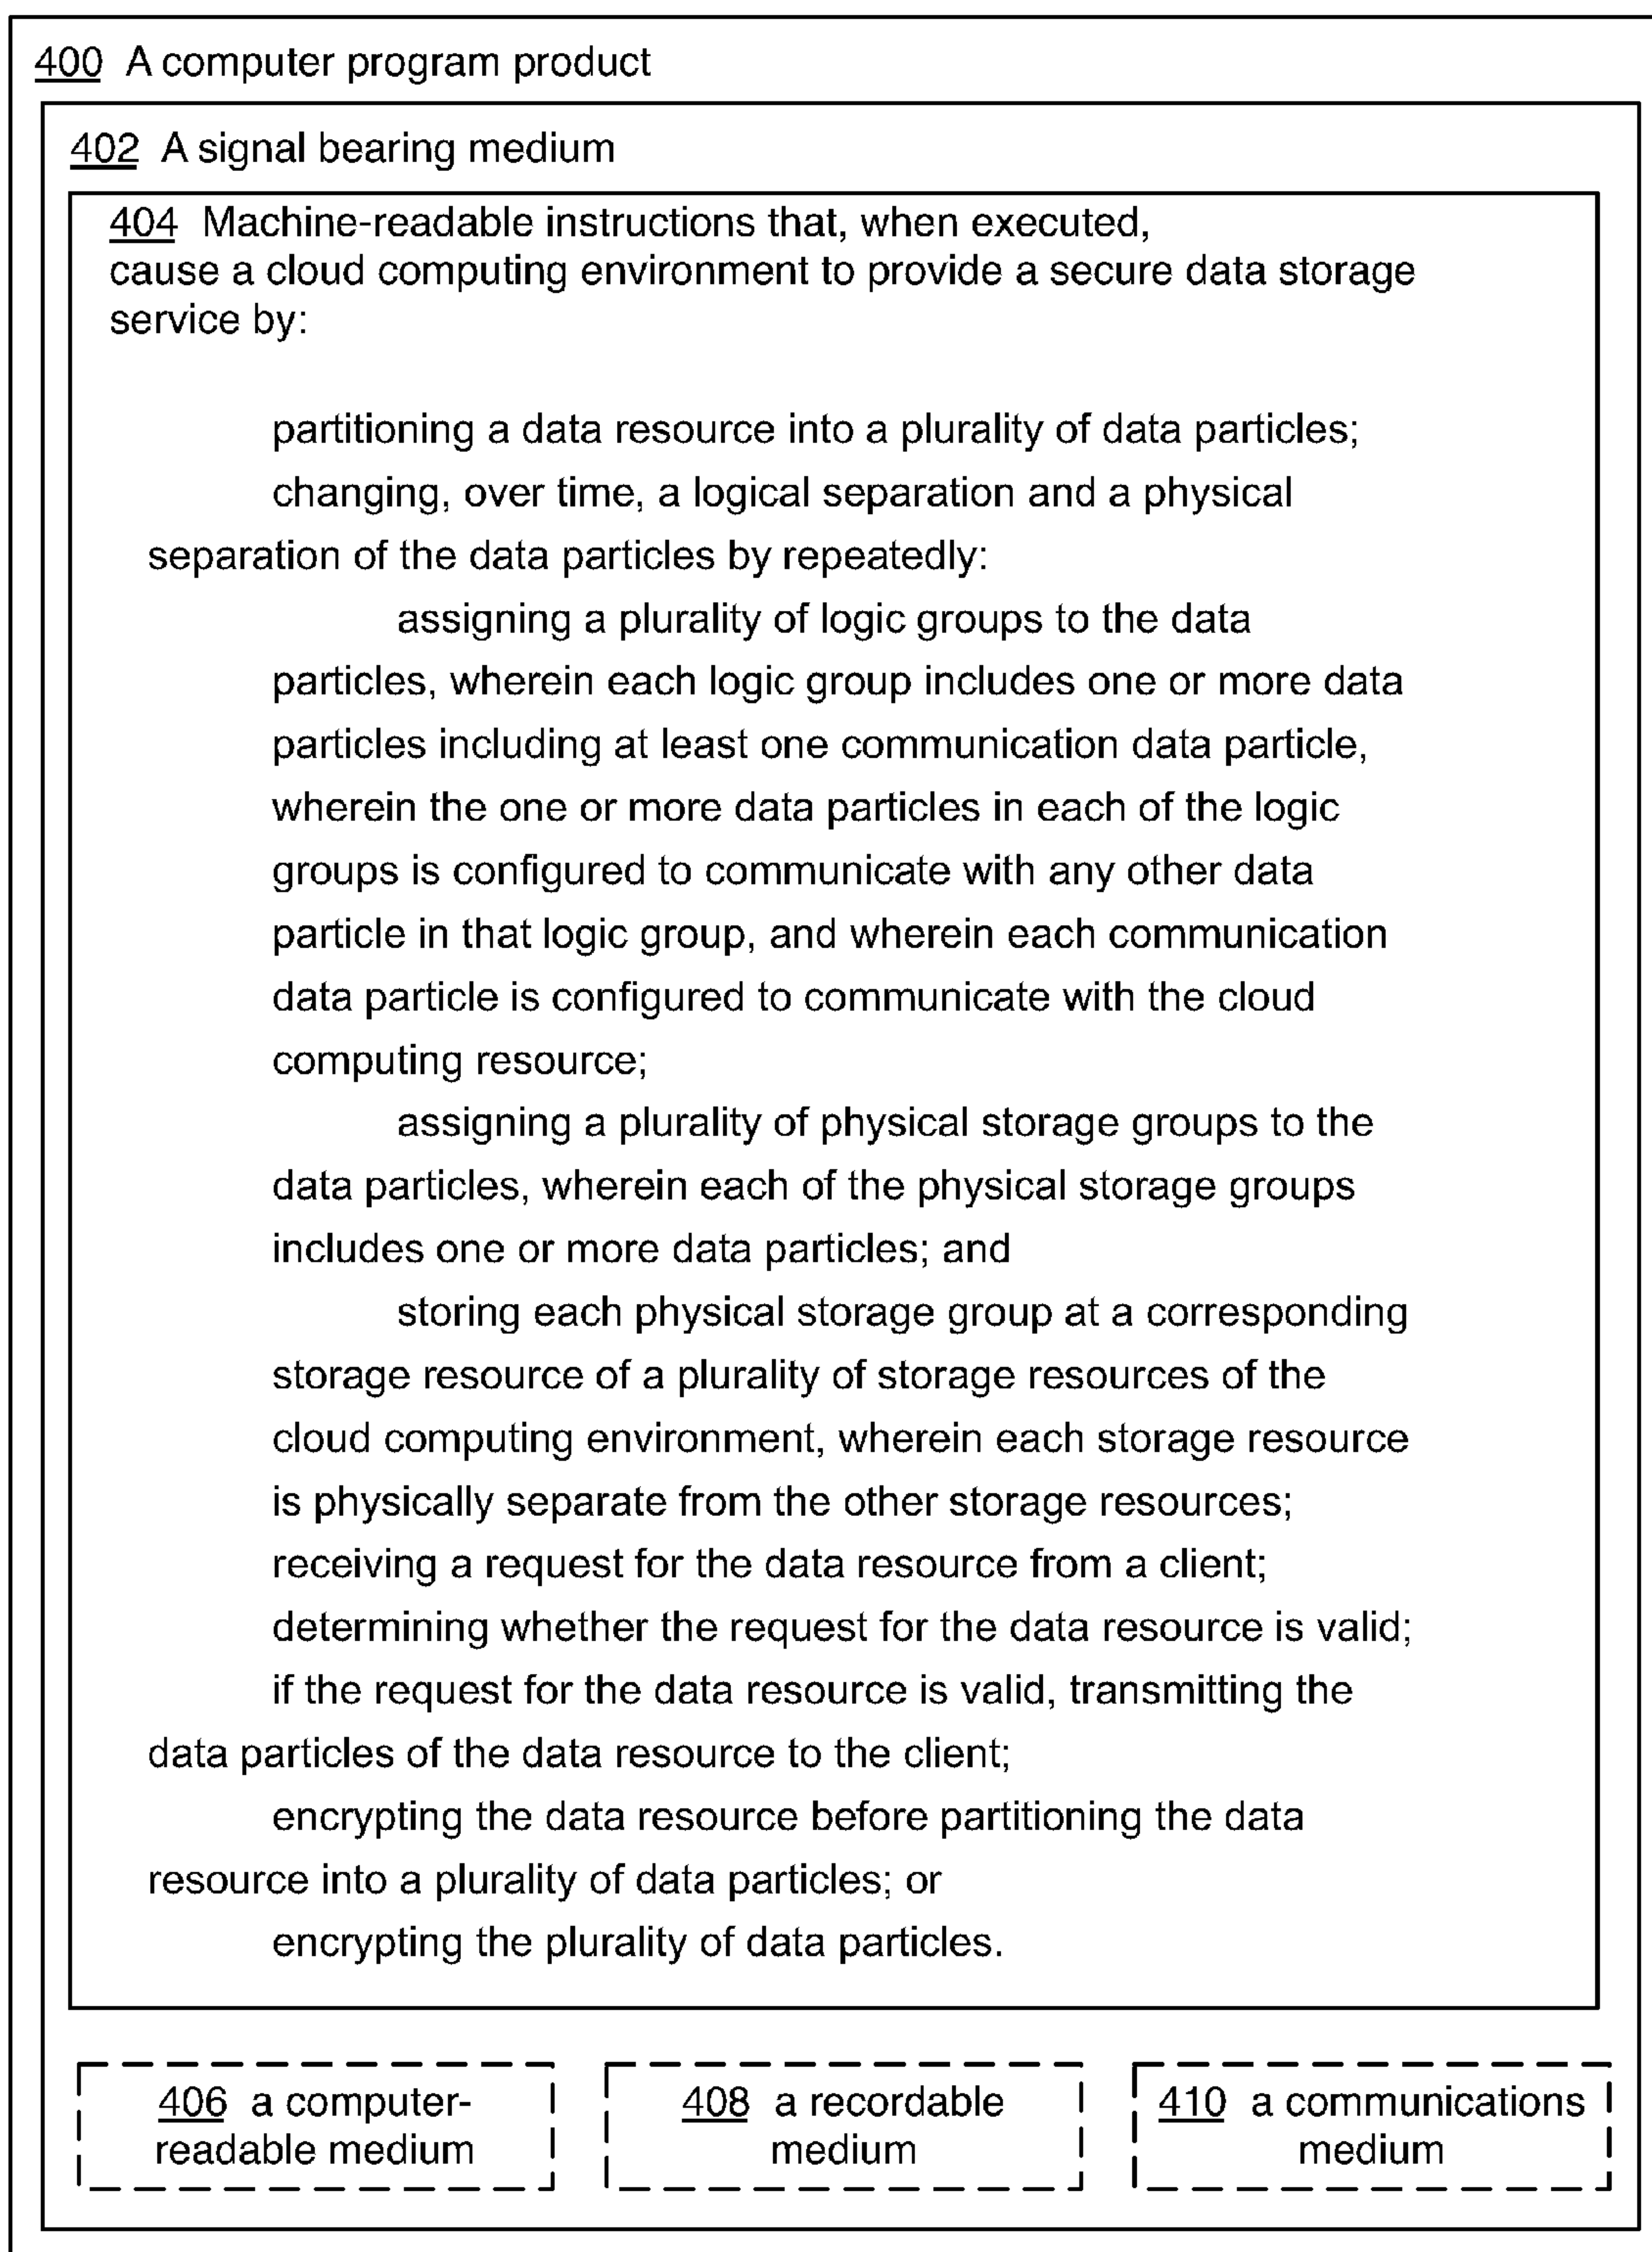 400 A computer program product
402 A signal bearing medium
404 Machine-readable instructions that, when executed,
cause a cloud computing environment to provide a secure data storage
service by:
partitioning a data resource into a plurality of data particles;
changing, over time, a logical separation and a physical
separation of the data particles by repeatedly:
assigning a plurality of logic groups to the data
particles, wherein each logic group includes one or more data
particles including at least one communication data particle,
wherein the one or more data particles in each of the logic
groups is configured to communicate with any other data
particle in that logic group, and wherein each communication
data particle is configured to communicate with the cloud
computing resource;
assigning a plurality of physical storage groups to the
data particles, wherein each of the physical storage groups
includes one or more data particles; and
storing each physical storage group at a corresponding
storage resource of a plurality of storage resources of the
cloud computing environment, wherein each storage resource
is physically separate from the other storage resources;
receiving a request for the data resource from a client;
determining whether the request for the data resource is valid;
if the request for the data resource is valid, transmitting the
data particles of the data resource to the client;
encrypting the data resource before partitioning the data
resource into a plurality of data particles; or
encrypting the plurality of data particles.
406 a computer-
readable medium
408 a recordable
medium
410 a communications
medium